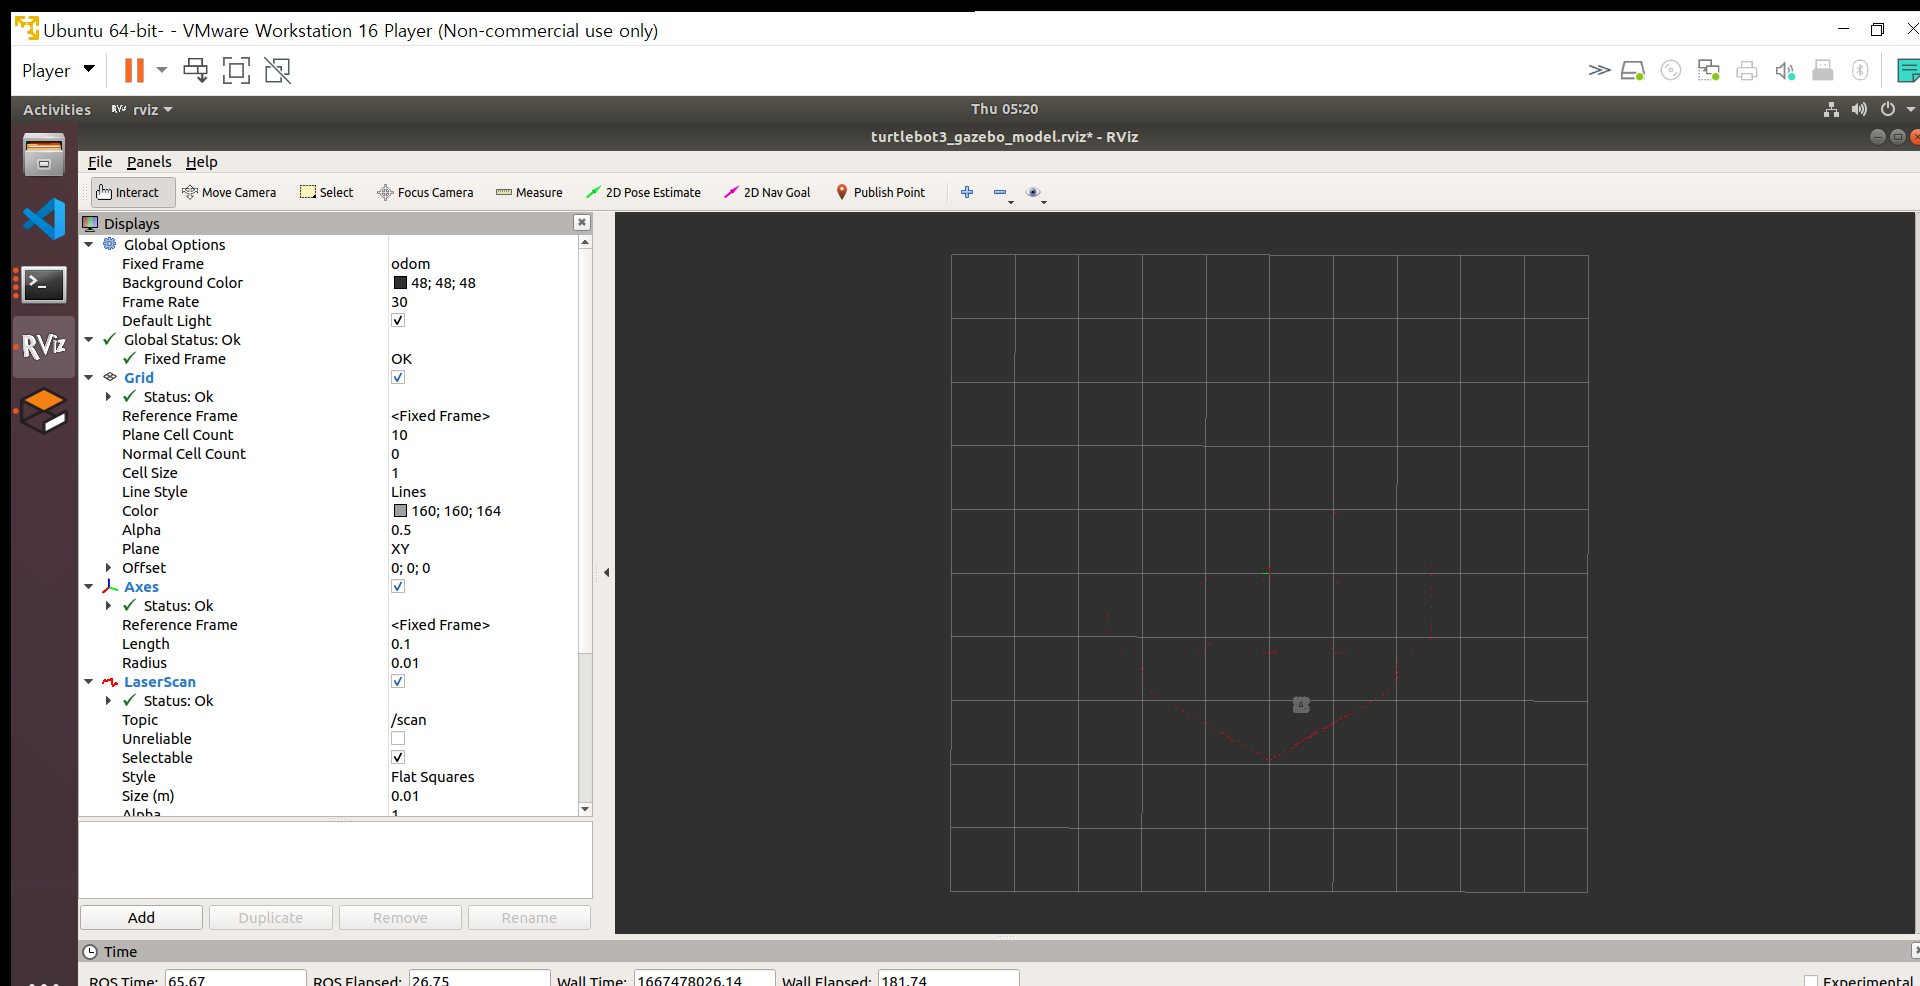 Ubuntu 64-bit- - VMware Workstation 16 Player (Non-commercial use only)
Player
Activities rviz Thu 05:20
turtlebot3_gazebo_model.rviz* - RViz
File Panels Help
Interact Move Camera Select Focus Camera Measure 2D Pose Estimate 2D Nav Goal Publish Point
Displays
Global Options
Fixed Frame odom
Background Color 48; 48; 48
Frame Rate 30
Default Light
Global Status: Ok
Fixed Frame OK
Grid
Status: Ok
Reference Frame <Fixed Frame>
Plane Cell Count 10
Normal Cell Count 0
Cell Size 1
Line Style Lines
Color 160; 160; 164
Alpha 0.5
Plane XY
Offset 0; 0; 0
Axes
Status: Ok
Reference Frame <Fixed Frame>
Length 0.1
Radius 0.01
LaserScan
Status: Ok
Topic /scan
Unreliable
Selectable
Style Flat Squares
Size (m) 0.01
Alpha 1
RViz
Add Duplicate Remove Rename
Time
ROS Time: 65.67 ROS Elapsed: 26.75 Wall Time: 1667478026.14 Wall Elapsed: 181.74 Experimental